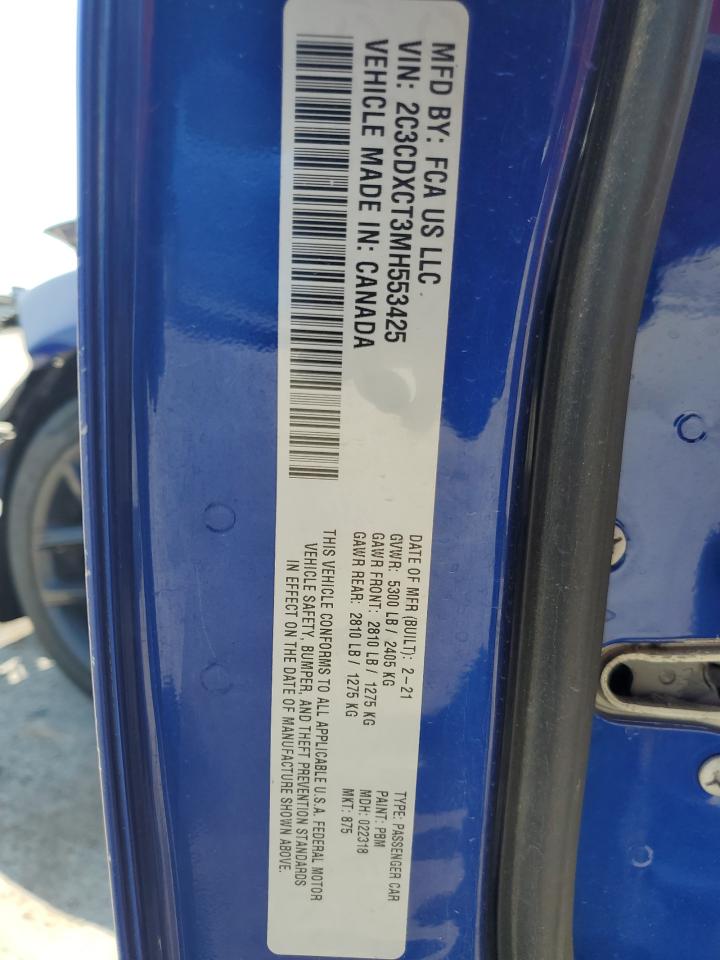 MFD BY: FCA US LLC
VIN: 2C3CDXCT3MH553425
VEHICLE MADE IN: CANADA
DATE OF MFR (BUILT): 2-21
GVWR: 5300 LB / 2405 KG
GAWR FRONT: 2810 LB / 1275 KG
GAWR REAR: 2810 LB / 1275 KG
THIS VEHICLE CONFORMS TO ALL APPLICABLE U.S.A. FEDERAL MOTOR
VEHICLE SAFETY, BUMPER, AND THEFT PREVENTION STANDARDS
IN EFFECT ON THE DATE OF MANUFACTURE SHOWN ABOVE.
TYPE: PASSENGER CAR
PAINT: PBM
MDH: 022318
MKT: 875